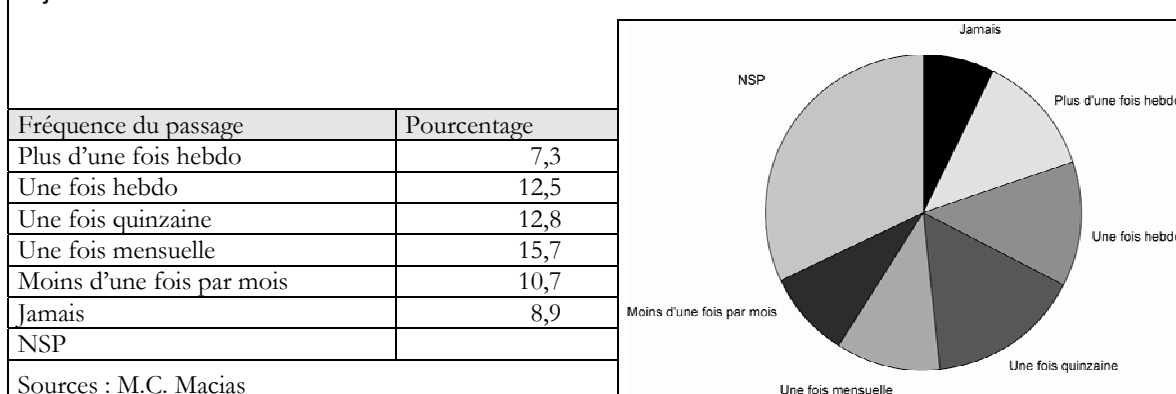 Fréquence du passage Pourcentage
Plus d'une fois hebdo 7,3
Une fois hebdo 12,5
Une fois quinzaine 12,8
Une fois mensuelle 15,7
Moins d'une fois par mois 10,7
Jamais 8,9
NSP
Sources : M.C. Macias
Jamais
NSP
Plus d'une fois hebdo
Une fois hebdo
Moins d'une fois par mois
Une fois quinzaine
Une fois mensuelle